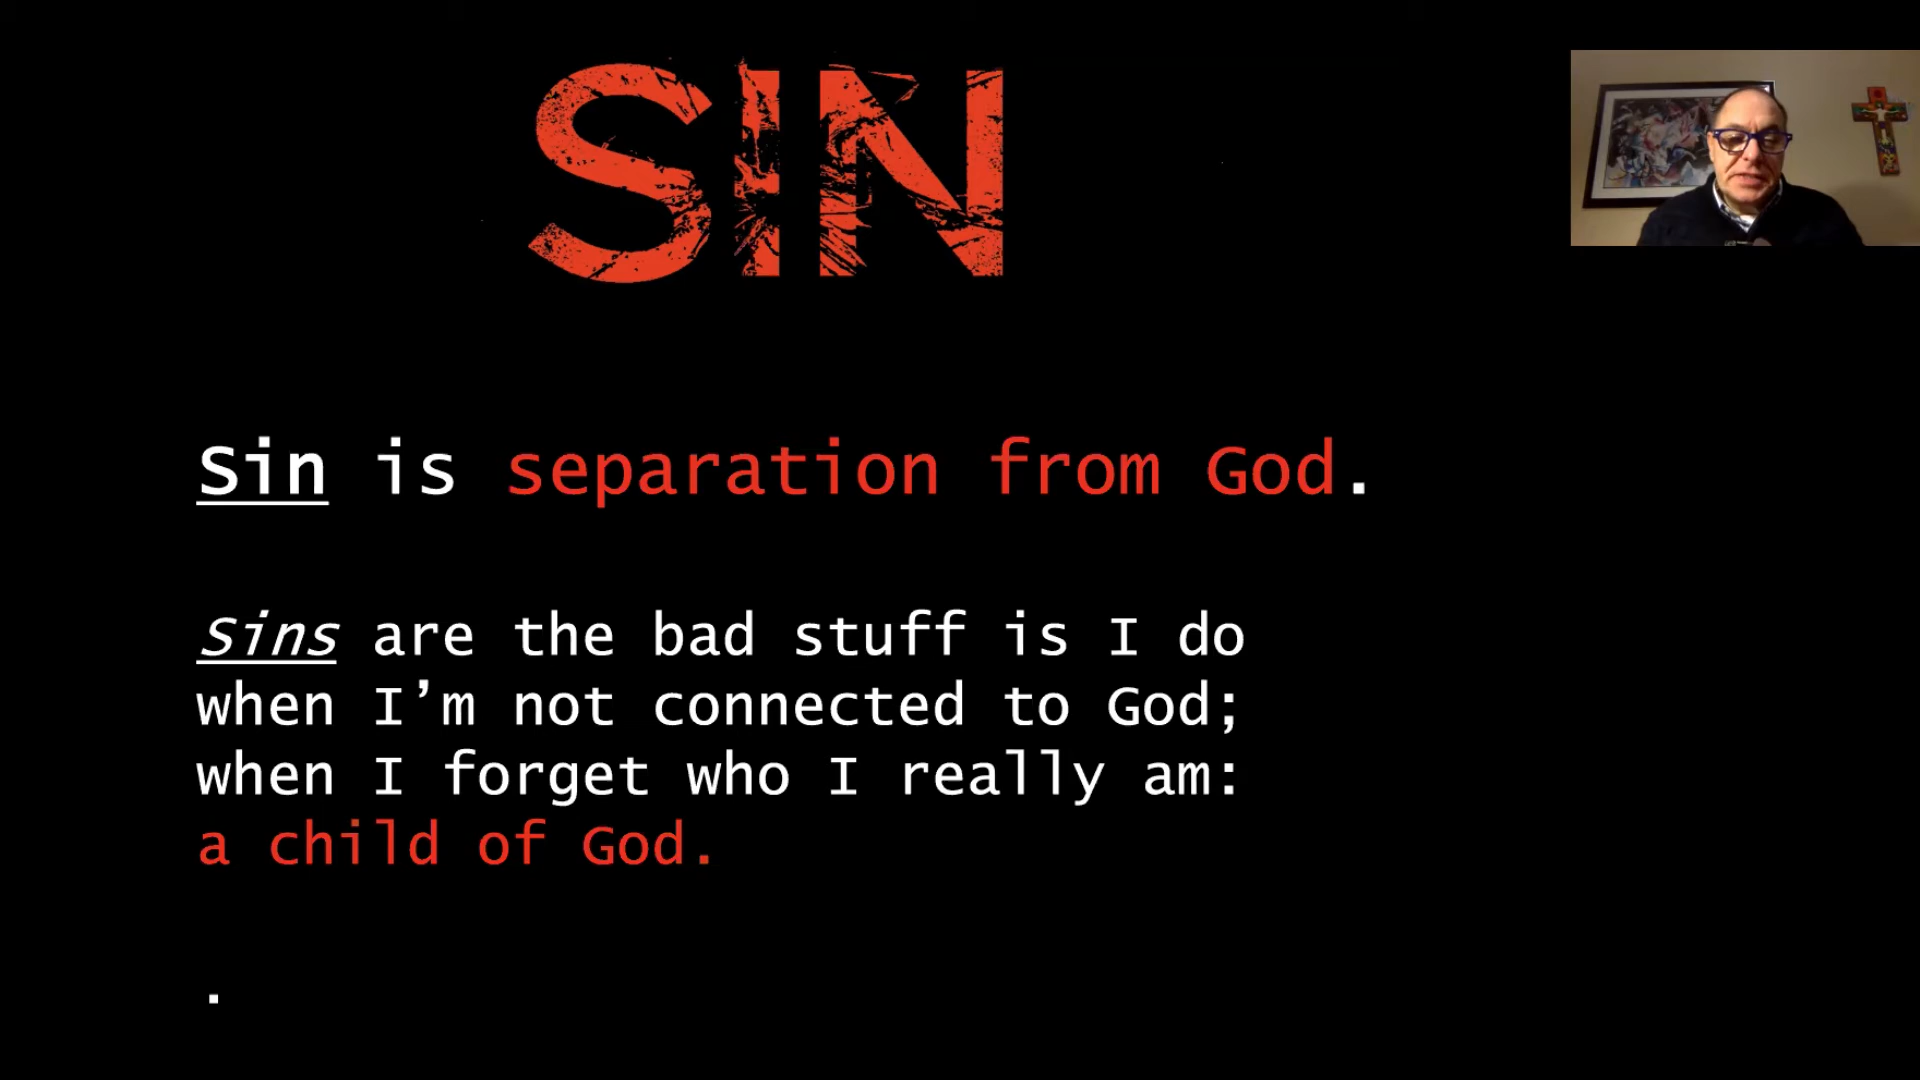 SIN
Sin is separation from God.
Sins are the bad stuff is I do
when I’m not connected to God;
when I forget who I really am:
a child of God.
.